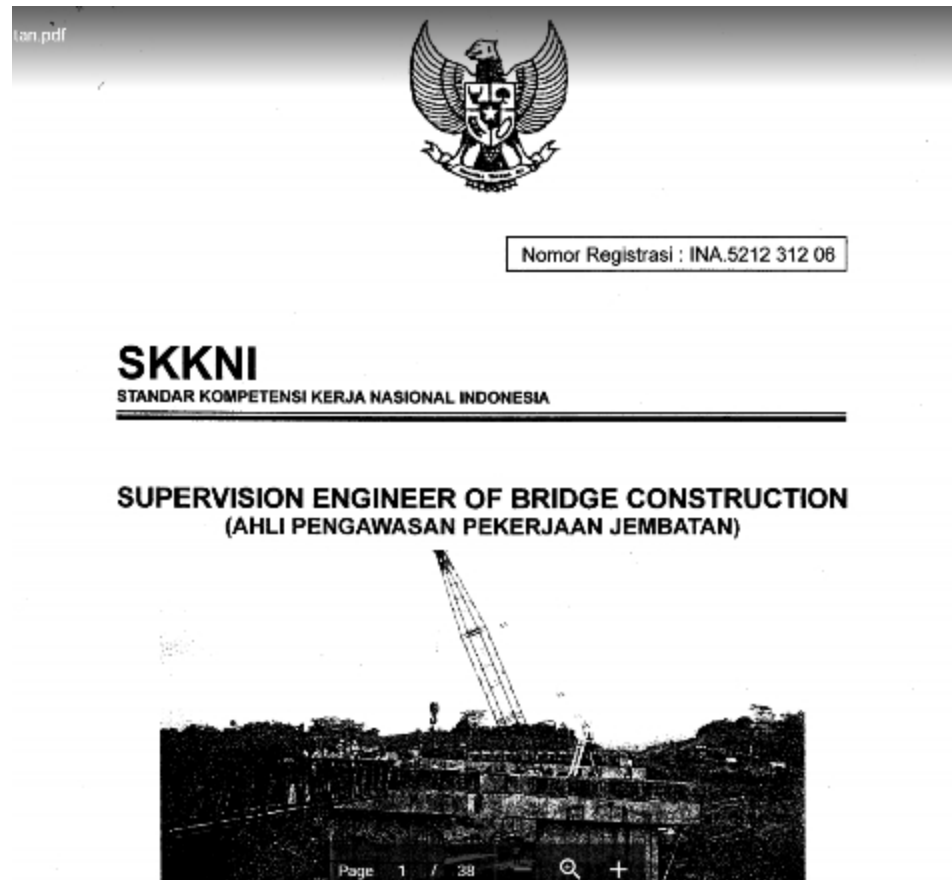 tan.pdf
Nomor Registrasi : INA.5212 312 06
SKKNI
STANDAR KOMPETENSI KERJA NASIONAL INDONESIA
SUPERVISION ENGINEER OF BRIDGE CONSTRUCTION
(AHLI PENGAWASAN PEKERJAAN JEMBATAN)
Page 1 / 38